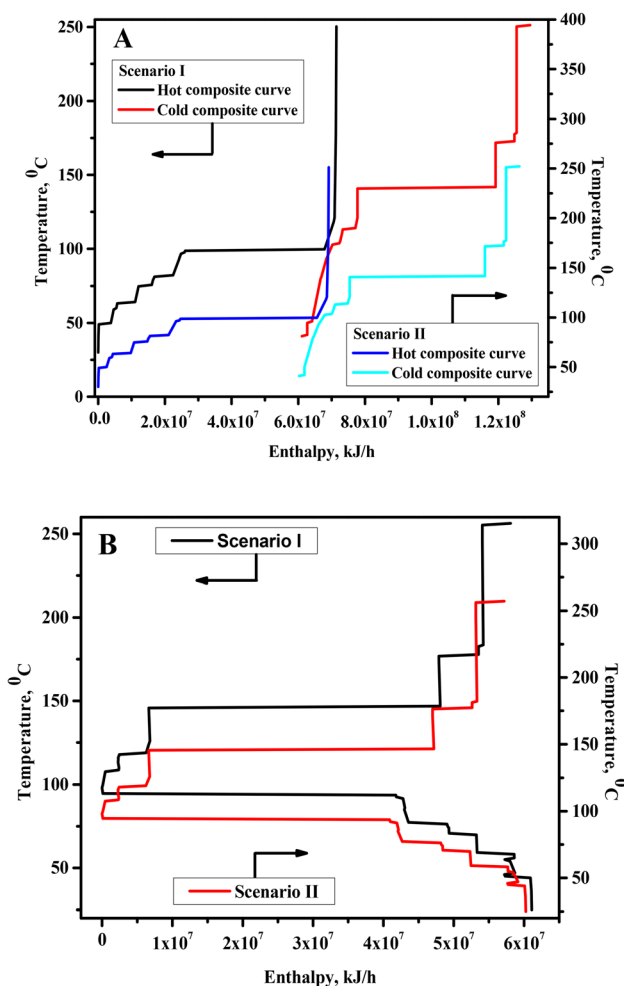 A
Scenario I
Hot composite curve
Cold composite curve
Scenario II
Hot composite curve
Cold composite curve
250
200
150
100
50
0
400
350
300
250
200
150
100
50
0.0
2.0x10⁷
4.0x10⁷
6.0x10⁷
8.0x10⁷
1.0x10⁸
1.2x10⁸
Temperature, ⁰C
Temperature, ⁰C
Enthalpy, kJ/h
B
Scenario I
Scenario II
250
200
150
100
50
300
250
200
150
100
50
0
1x10⁷
2x10⁷
3x10⁷
4x10⁷
5x10⁷
6x10⁷
Temperature, ⁰C
Temperature, ⁰C
Enthalpy, kJ/h